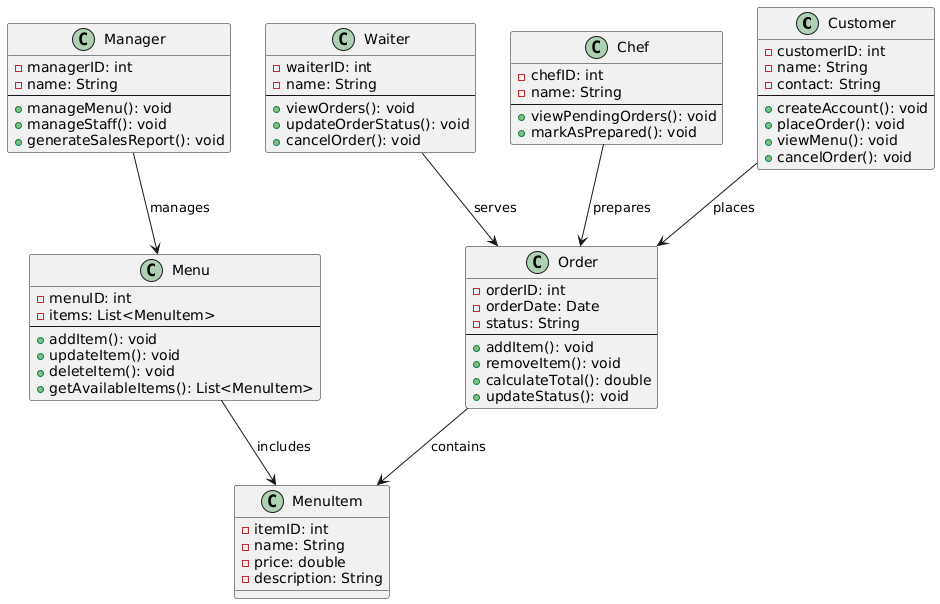 C Manager
managerID: int
name: String
manageMenu(): void
manageStaff(): void
generateSalesReport(): void
C Waiter
waiterID: int
name: String
viewOrders(): void
updateOrderStatus(): void
cancelOrder(): void
C Chef
chefID: int
name: String
viewPendingOrders(): void
markAsPrepared(): void
C Customer
customerID: int
name: String
contact: String
createAccount(): void
placeOrder(): void
viewMenu(): void
cancelOrder(): void
manages
serves
prepares
places
C Menu
menuID: int
items: List<MenuItem>
addItem(): void
updateItem(): void
deleteItem(): void
getAvailableItems(): List<MenuItem>
C Order
orderID: int
orderDate: Date
status: String
addItem(): void
removeItem(): void
calculateTotal(): double
updateStatus(): void
includes
contains
C MenuItem
itemID: int
name: String
price: double
description: String